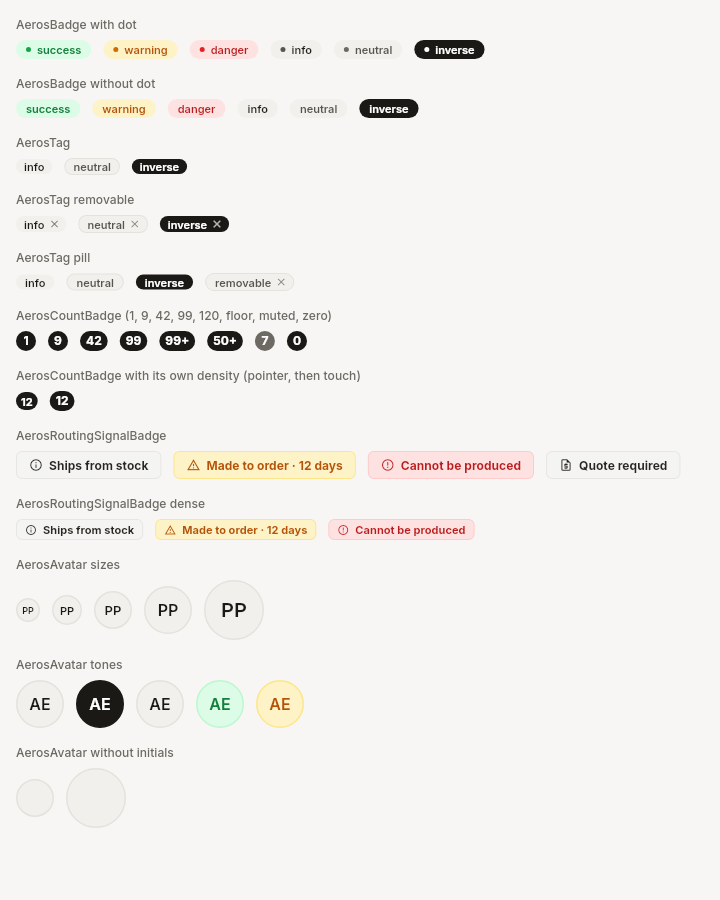 AerosBadge with dot
success warning danger info neutral inverse
AerosBadge without dot
success warning danger info neutral inverse
AerosTag
info neutral inverse
AerosTag removable
info × neutral × inverse ×
AerosTag pill
info neutral inverse removable ×
AerosCountBadge (1, 9, 42, 99, 120, floor, muted, zero)
1 9 42 99 99+ 50+ 7 0
AerosCountBadge with its own density (pointer, then touch)
12 12
AerosRoutingSignalBadge
Ships from stock Made to order · 12 days Cannot be produced Quote required
AerosRoutingSignalBadge dense
Ships from stock Made to order · 12 days Cannot be produced
AerosAvatar sizes
PP PP PP PP PP
AerosAvatar tones
AE AE AE AE AE
AerosAvatar without initials